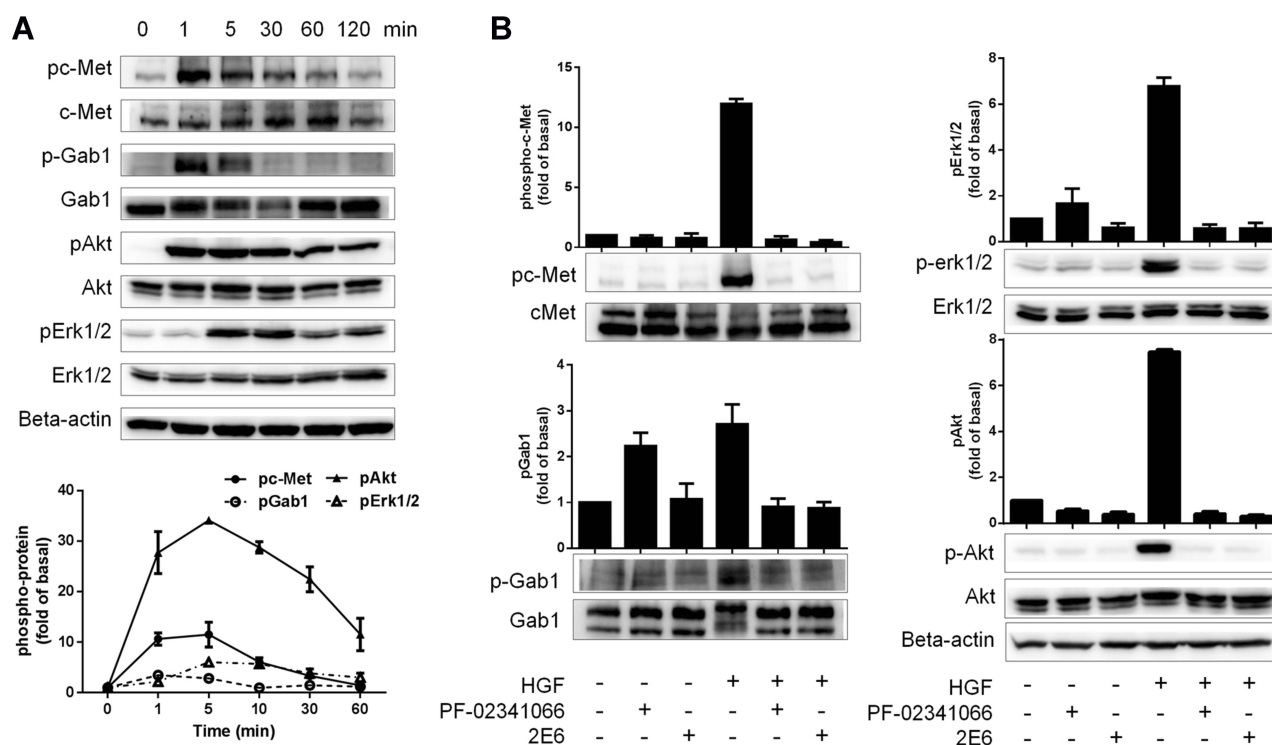 A
0 1 5 30 60 120 min
pc-Met
c-Met
p-Gab1
Gab1
pAkt
Akt
pErk1/2
Erk1/2
Beta-actin
pc-Met pAkt
pGab1 pErk1/2
phospho-protein
(fold of basal)
40
30
20
10
0
0 1 5 10 30 60
Time (min)
B
phospho-c-Met
(fold of basal)
15
10
5
0
pc-Met
cMet
pGab1
(fold of basal)
4
3
2
1
0
p-Gab1
Gab1
HGF - - - + + +
PF-02341066 - + - - + -
2E6 - - + - - +
pErk1/2
(fold of basal)
8
6
4
2
0
p-erk1/2
Erk1/2
pAkt
(fold of basal)
8
6
4
2
0
p-Akt
Akt
Beta-actin
HGF - - - + + +
PF-02341066 - + - - + -
2E6 - - + - - +